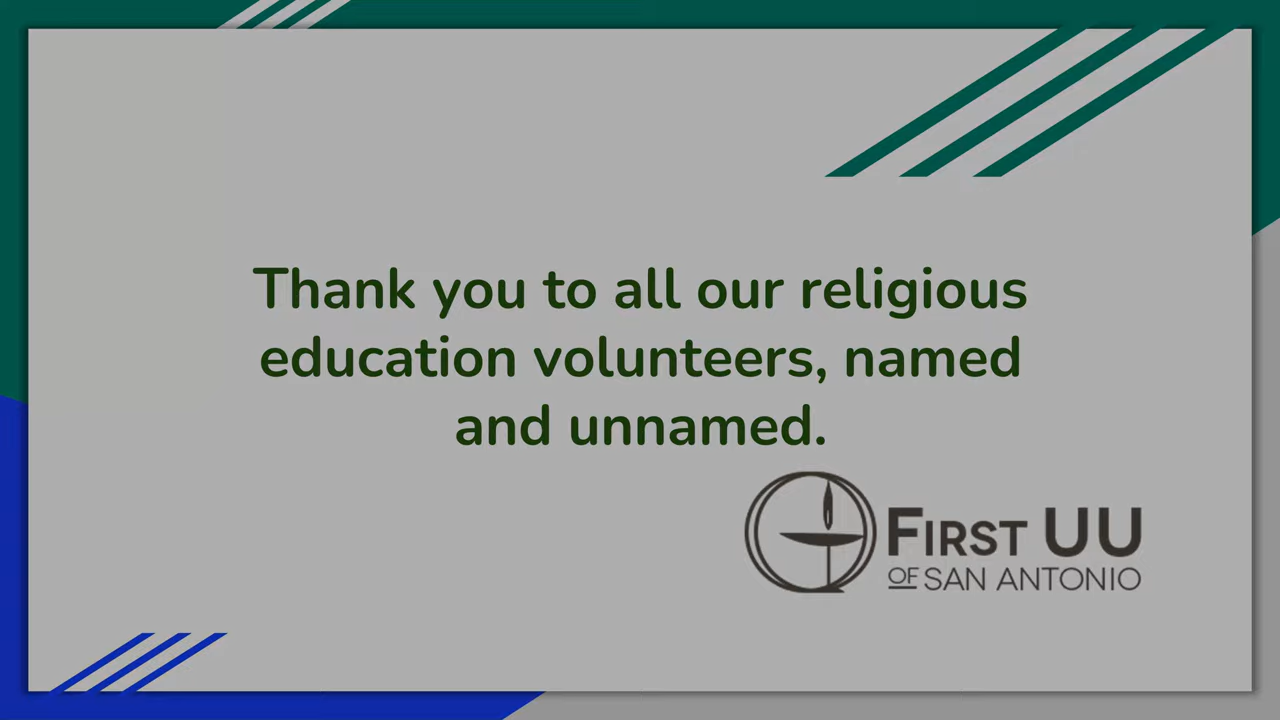 Thank you to all our religious
education volunteers, named
and unnamed.
FIRST UU
OF SAN ANTONIO